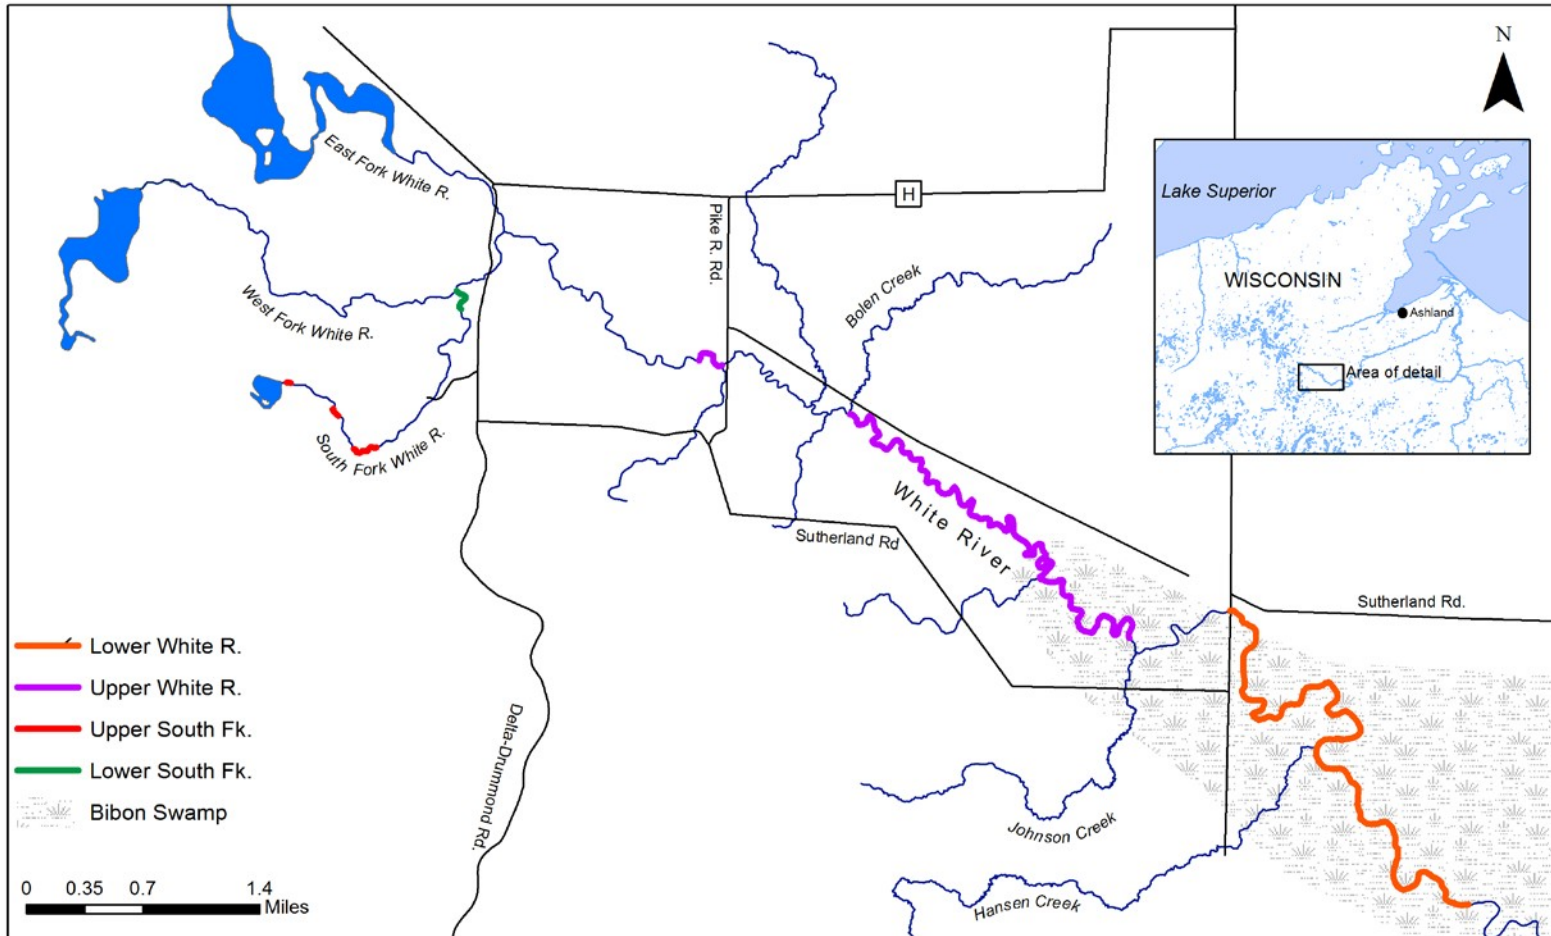 N
East Fork White R.
H
Pike R. Rd.
Lake Superior
WISCONSIN
Ashland
Area of detail
Bolen Creek
West Fork White R.
South Fork White R.
White River
Sutherland Rd
Sutherland Rd.
Lower White R.
Upper White R.
Upper South Fk.
Lower South Fk.
Bibon Swamp
Delta-Drummond Rd.
Johnson Creek
Hansen Creek
0 0.35 0.7 1.4
Miles